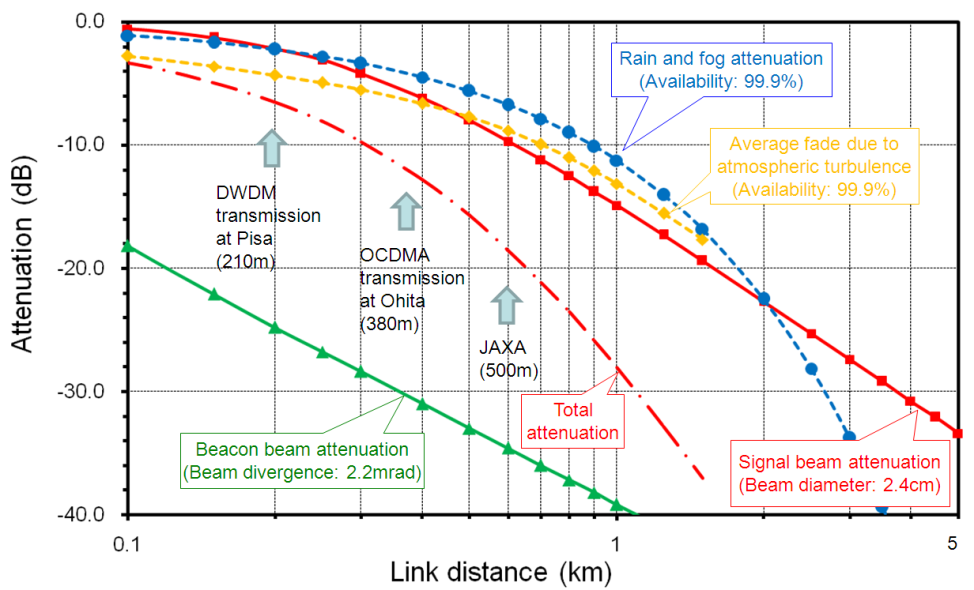 0.0
-10.0
-20.0
-30.0
-40.0
Attenuation (dB)
0.1
1
5
Link distance (km)
Rain and fog attenuation
(Availability: 99.9%)
Average fade due to
atmospheric turbulence
(Availability: 99.9%)
DWDM
transmission
at Pisa
(210m)
OCDMA
transmission
at Ohita
(380m)
JAXA
(500m)
Total
attenuation
Beacon beam attenuation
(Beam divergence: 2.2mrad)
Signal beam attenuation
(Beam diameter: 2.4cm)